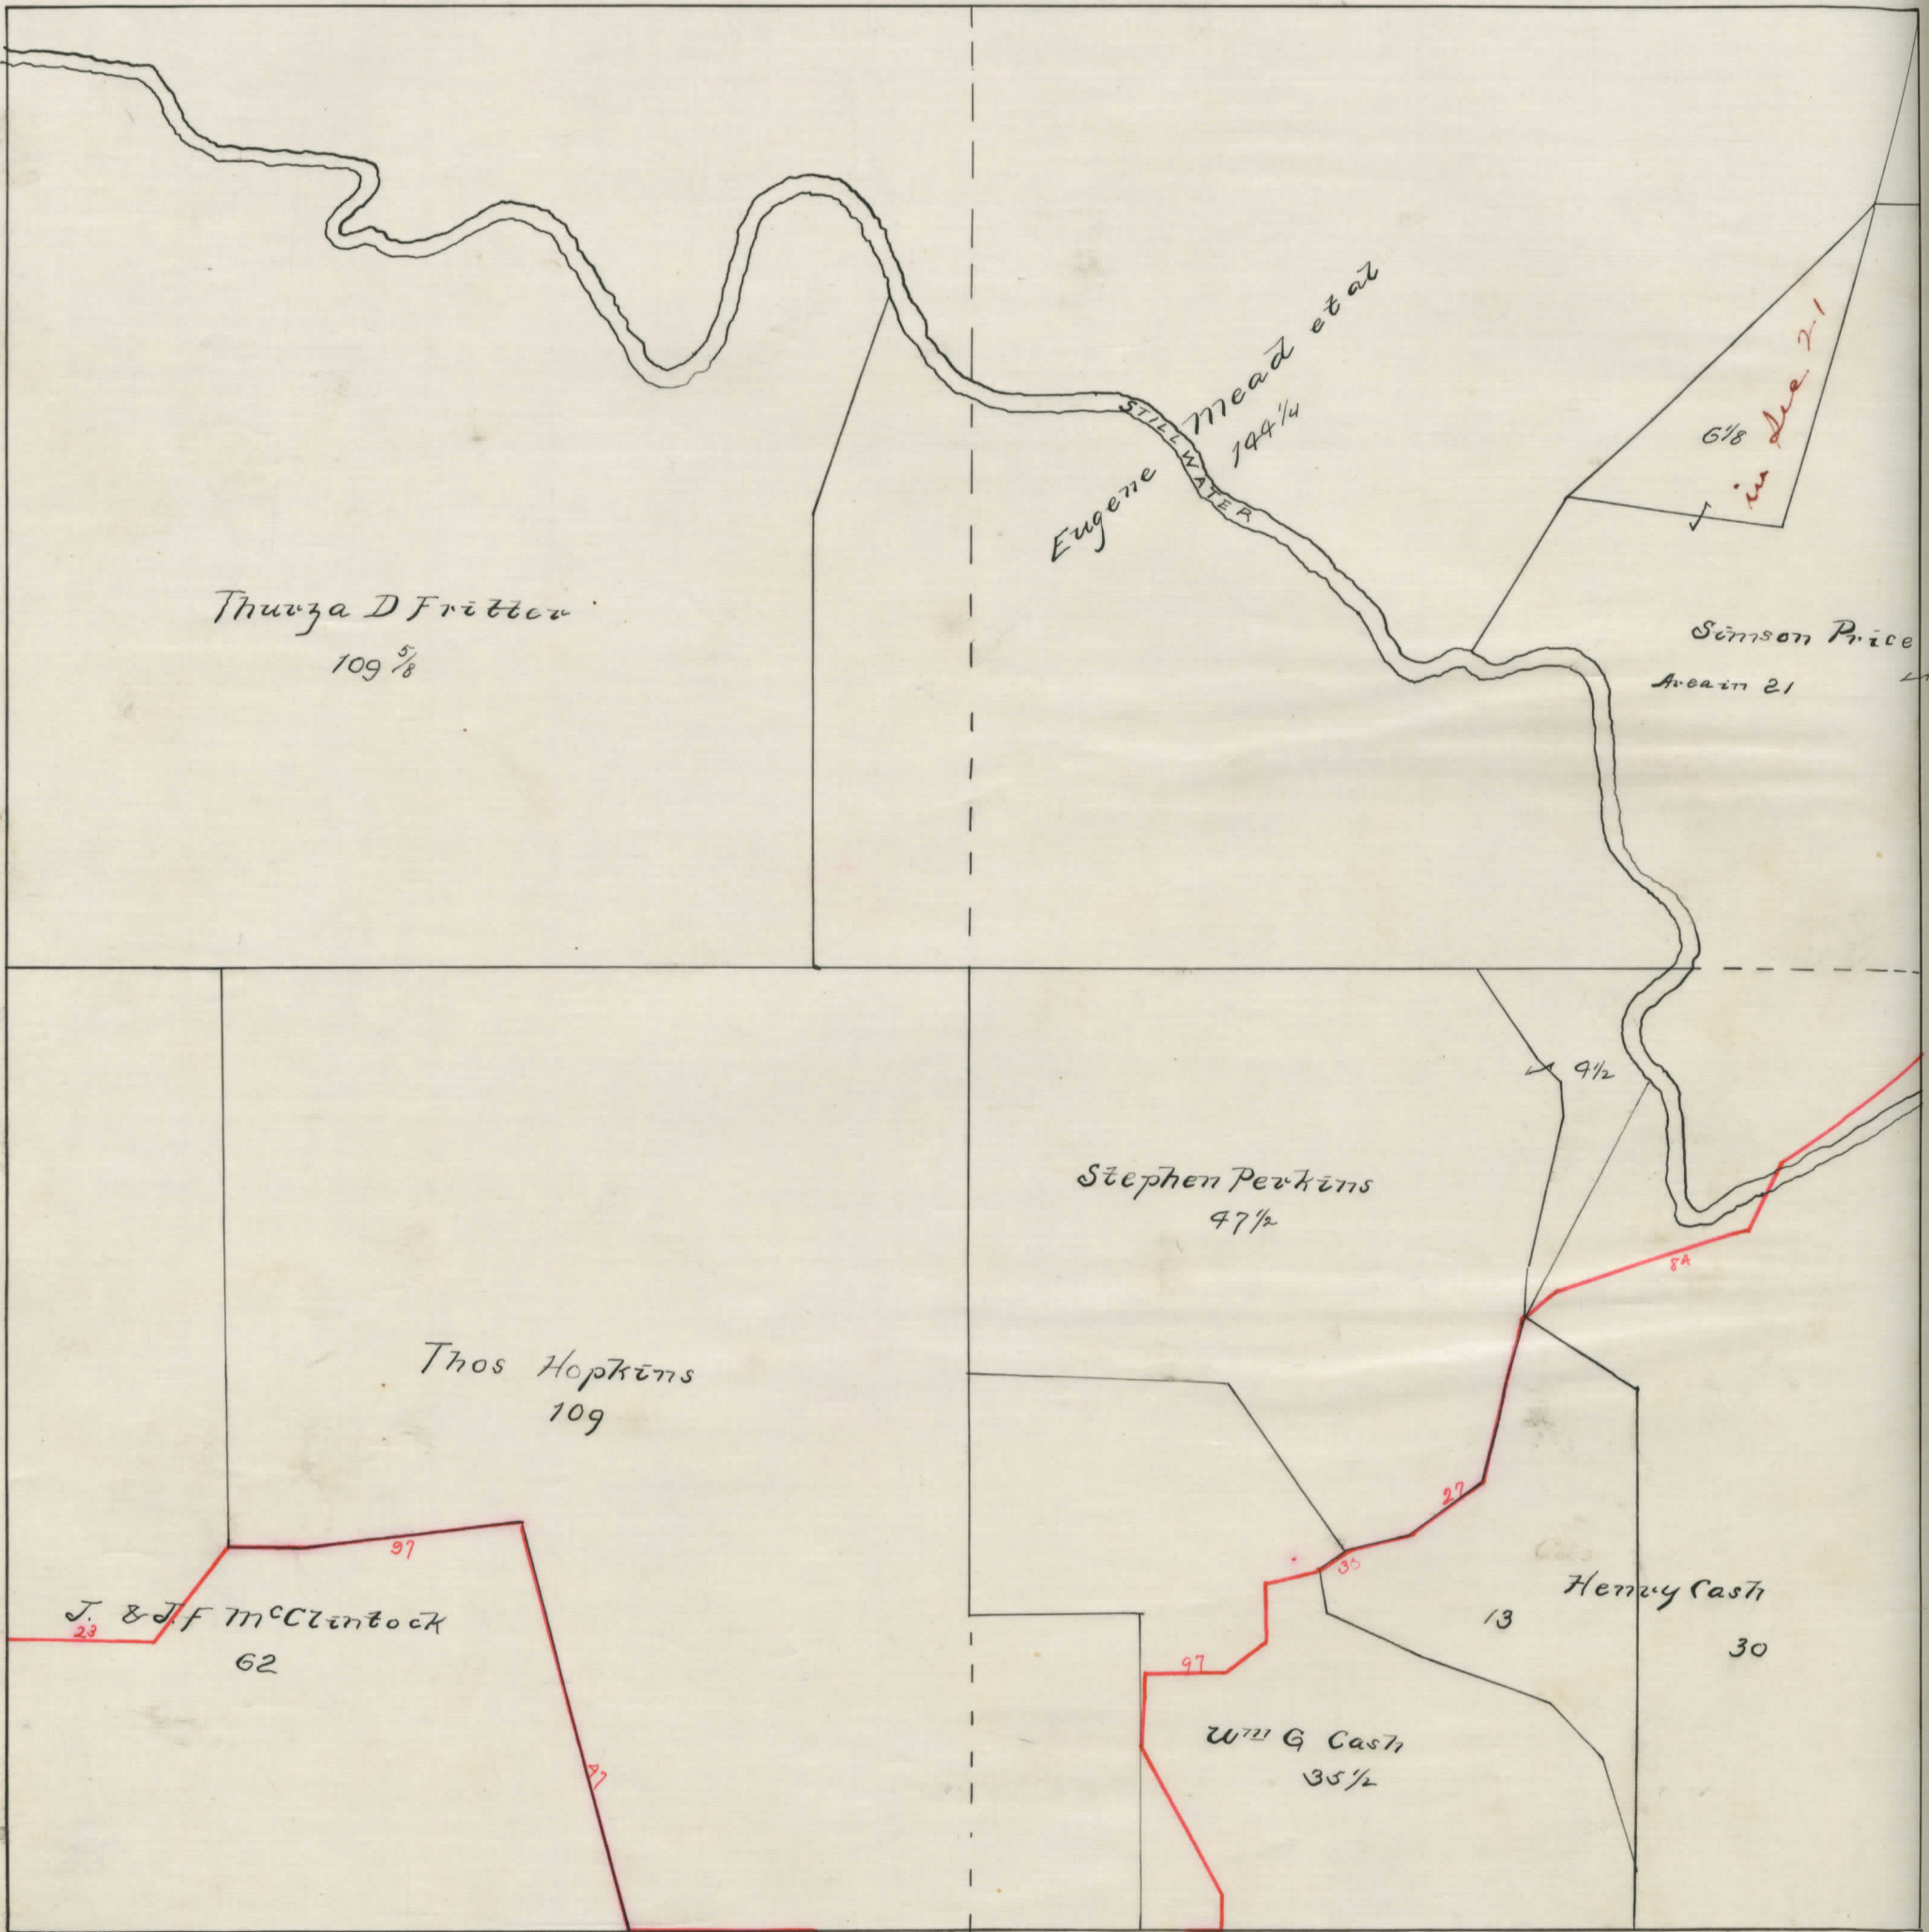 Mead et al
144 1/4
Eugene
STILLWATER
6 1/8
in Sec 21
Thurza D Fritter
109 5/8
Simson Price
Area in 21
4 1/2
Stephen Perkins
47 1/2
8A
Thos Hopkins
109
27
97
35
J. & J. F McClintock
23
62
Henry Cash
13
30
97
Wm G Cash
35 1/2